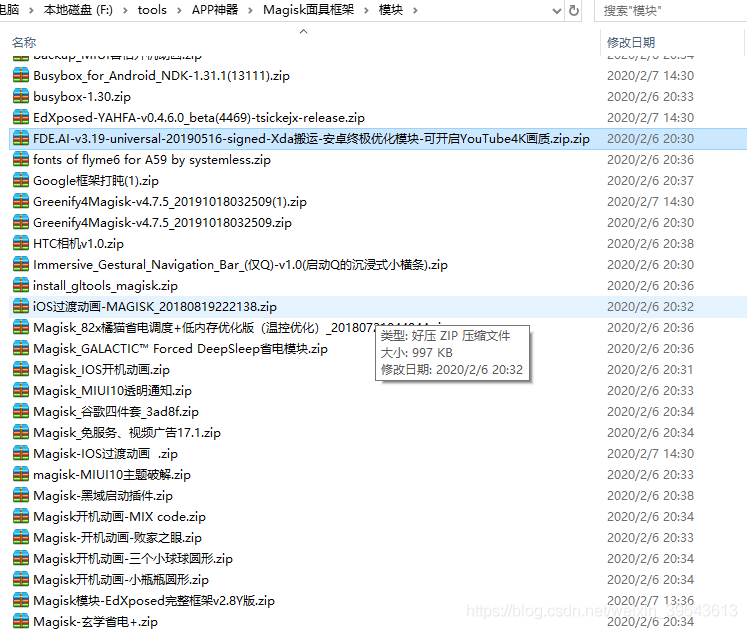 电脑 › 本地磁盘 (F:) › tools › APP神器 › Magisk面具框架 › 模块 ›
搜索"模块"
名称 修改日期
backup_MIUI 开机动画.zip 2020/2/6 20:34
Busybox_for_Android_NDK-1.31.1(13111).zip 2020/2/7 14:30
busybox-1.30.zip 2020/2/6 20:33
EdXposed-YAHFA-v0.4.6.0_beta(4469)-tsickejx-release.zip 2020/2/7 14:30
FDE.AI-v3.19-universal-20190516-signed-Xda搬运-安卓终极优化模块-可开启YouTube4K画质.zip.zip 2020/2/6 20:30
fonts of flyme6 for A59 by systemless.zip 2020/2/6 20:36
Google框架打盹(1).zip 2020/2/6 20:37
Greenify4Magisk-v4.7.5_20191018032509(1).zip 2020/2/7 14:30
Greenify4Magisk-v4.7.5_20191018032509.zip 2020/2/6 20:30
HTC相机v1.0.zip 2020/2/6 20:38
Immersive_Gestural_Navigation_Bar_(仅Q)-v1.0(启动Q的沉浸式小横条).zip 2020/2/6 20:30
install_gltools_magisk.zip 2020/2/6 20:36
iOS过渡动画-MAGISK_20180819222138.zip 2020/2/6 20:32
Magisk_82x橘猫省电调度+低内存优化版（温控优化）_201807 2020/2/6 20:36
类型: 好压 ZIP 压缩文件
大小: 997 KB
修改日期: 2020/2/6 20:32
Magisk_GALACTIC™ Forced DeepSleep省电模块.zip 2020/2/6 20:36
Magisk_IOS开机动画.zip 2020/2/6 20:31
Magisk_MIUI10透明通知.zip 2020/2/6 20:33
Magisk_谷歌四件套_3ad8f.zip 2020/2/6 20:34
Magisk_免服务、视频广告17.1.zip 2020/2/6 20:34
Magisk-IOS过渡动画 .zip 2020/2/7 14:30
magisk-MIUI10主题破解.zip 2020/2/6 20:33
Magisk-黑域启动插件.zip 2020/2/6 20:38
Magisk开机动画-MIX code.zip 2020/2/6 20:34
Magisk-开机动画-败家之眼.zip 2020/2/6 20:33
Magisk开机动画-三个小球球圆形.zip 2020/2/6 20:34
Magisk开机动画-小瓶瓶圆形.zip 2020/2/6 20:34
Magisk模块-EdXposed完整框架v2.8Y版.zip 2020/2/7 13:36
Magisk-玄学省电+.zip 2020/2/6 20:34
https://blog.csdn.net/weixin_39643613